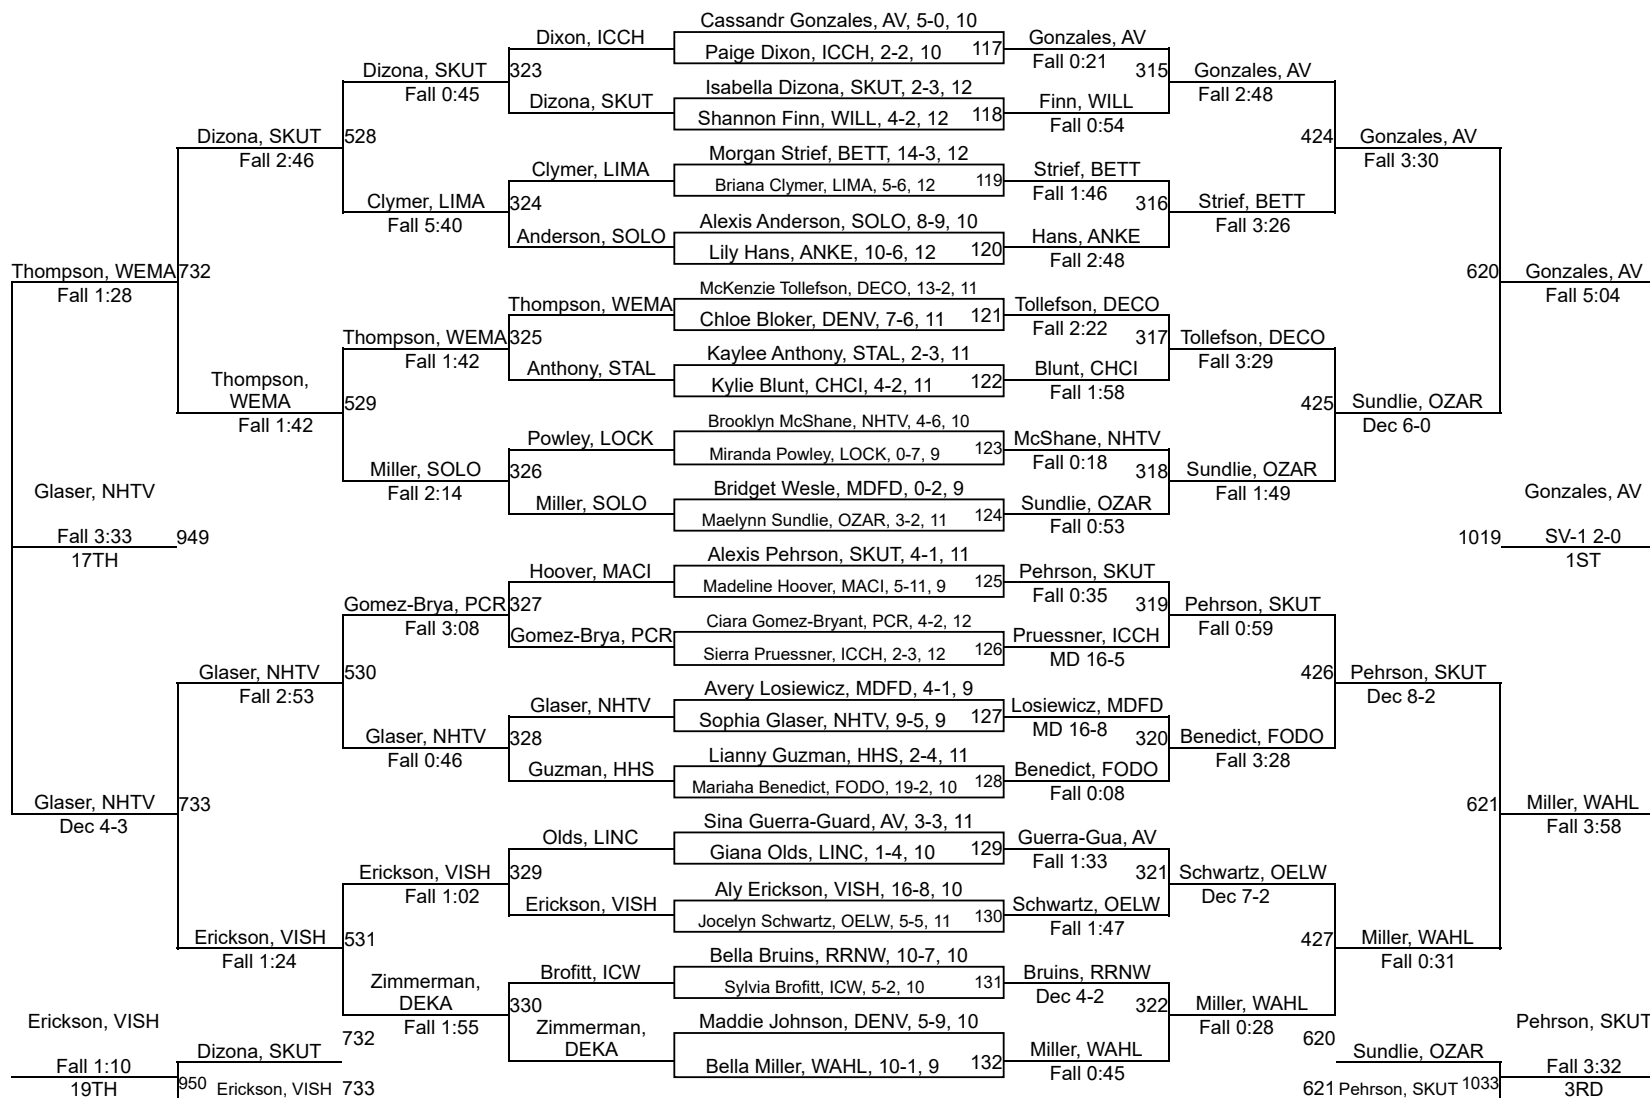 Cassandr Gonzales, AV, 5-0, 10
Dixon, ICCH
Gonzales, AV
Paige Dixon, ICCH, 2-2, 10
117
Fall 0:21
Dizona, SKUT
323
315
Gonzales, AV
Fall 0:45
Isabella Dizona, SKUT, 2-3, 12
Fall 2:48
Dizona, SKUT
Finn, WILL
Shannon Finn, WILL, 4-2, 12
118
Fall 0:54
Dizona, SKUT
528
424
Gonzales, AV
Fall 2:46
Morgan Strief, BETT, 14-3, 12
Fall 3:30
Clymer, LIMA
Strief, BETT
Briana Clymer, LIMA, 5-6, 12
119
Fall 1:46
Clymer, LIMA
324
316
Strief, BETT
Fall 5:40
Alexis Anderson, SOLO, 8-9, 10
Fall 3:26
Anderson, SOLO
Hans, ANKE
Lily Hans, ANKE, 10-6, 12
120
Fall 2:48
Thompson, WEMA
732
620
Gonzales, AV
Fall 1:28
McKenzie Tollefson, DECO, 13-2, 11
Fall 5:04
Thompson, WEMA
Tollefson, DECO
Chloe Bloker, DENV, 7-6, 11
121
Fall 2:22
Thompson, WEMA
325
317
Tollefson, DECO
Fall 1:42
Kaylee Anthony, STAL, 2-3, 11
Fall 3:29
Anthony, STAL
Blunt, CHCI
Kylie Blunt, CHCI, 4-2, 11
122
Fall 1:58
Thompson,
WEMA
529
425
Sundlie, OZAR
Fall 1:42
Brooklyn McShane, NHTV, 4-6, 10
Dec 6-0
Powley, LOCK
McShane, NHTV
Miranda Powley, LOCK, 0-7, 9
123
Fall 0:18
Miller, SOLO
326
318
Sundlie, OZAR
Fall 2:14
Bridget Wesle, MDFD, 0-2, 9
Fall 1:49
Glaser, NHTV
Gonzales, AV
Miller, SOLO
Sundlie, OZAR
Maelynn Sundlie, OZAR, 3-2, 11
124
Fall 0:53
Fall 3:33
949
1019
SV-1 2-0
17TH
1ST
Alexis Pehrson, SKUT, 4-1, 11
Hoover, MACI
Pehrson, SKUT
Madeline Hoover, MACI, 5-11, 9
125
Fall 0:35
Gomez-Brya, PCR
327
319
Pehrson, SKUT
Fall 3:08
Ciara Gomez-Bryant, PCR, 4-2, 12
Fall 0:59
Gomez-Brya, PCR
Pruessner, ICCH
Sierra Pruessner, ICCH, 2-3, 12
126
MD 16-5
Glaser, NHTV
530
426
Pehrson, SKUT
Fall 2:53
Avery Losiewicz, MDFD, 4-1, 9
Dec 8-2
Glaser, NHTV
Losiewicz, MDFD
Sophia Glaser, NHTV, 9-5, 9
127
MD 16-8
Glaser, NHTV
328
320
Benedict, FODO
Fall 0:46
Lianny Guzman, HHS, 2-4, 11
Fall 3:28
Guzman, HHS
Benedict, FODO
Mariaha Benedict, FODO, 19-2, 10
128
Fall 0:08
Glaser, NHTV
733
621
Miller, WAHL
Dec 4-3
Sina Guerra-Guard, AV, 3-3, 11
Fall 3:58
Olds, LINC
Guerra-Gua, AV
Giana Olds, LINC, 1-4, 10
129
Fall 1:33
Erickson, VISH
329
321
Schwartz, OELW
Fall 1:02
Aly Erickson, VISH, 16-8, 10
Dec 7-2
Erickson, VISH
Schwartz, OELW
Jocelyn Schwartz, OELW, 5-5, 11
130
Fall 1:47
Erickson, VISH
531
427
Miller, WAHL
Fall 1:24
Bella Bruins, RRNW, 10-7, 10
Fall 0:31
Brofitt, ICW
Bruins, RRNW
Sylvia Brofitt, ICW, 5-2, 10
131
Dec 4-2
Zimmerman,
DEKA
330
322
Miller, WAHL
Fall 1:55
Maddie Johnson, DENV, 5-9, 10
Fall 0:28
Erickson, VISH
Pehrson, SKUT
Zimmerman,
DEKA
Miller, WAHL
Bella Miller, WAHL, 10-1, 9
132
Fall 0:45
732
620
Dizona, SKUT
Sundlie, OZAR
Fall 1:10
Fall 3:32
19TH
950
Erickson, VISH
733
621
Pehrson, SKUT
1033
3RD